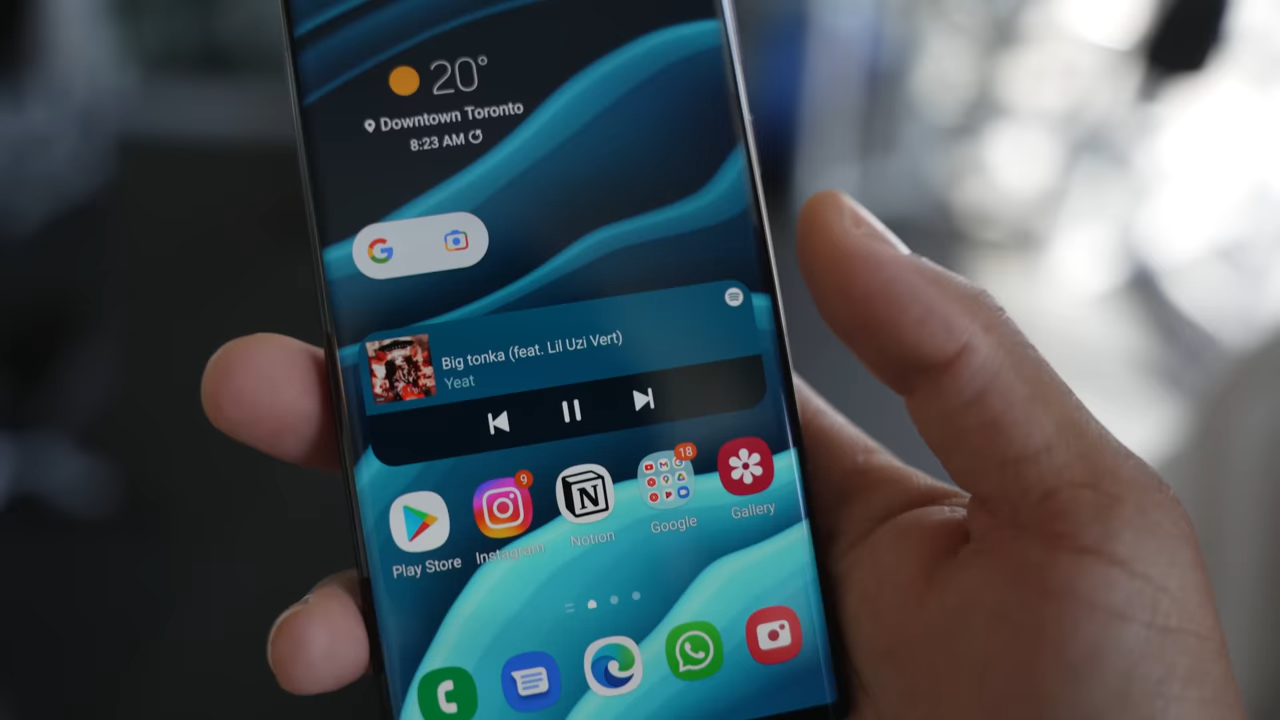 20°
Downtown Toronto
8:23 AM
G
Big tonka (feat. Lil Uzi Vert)
Yeat
9
N
18
Play Store
Instagram
Notion
Google
Gallery